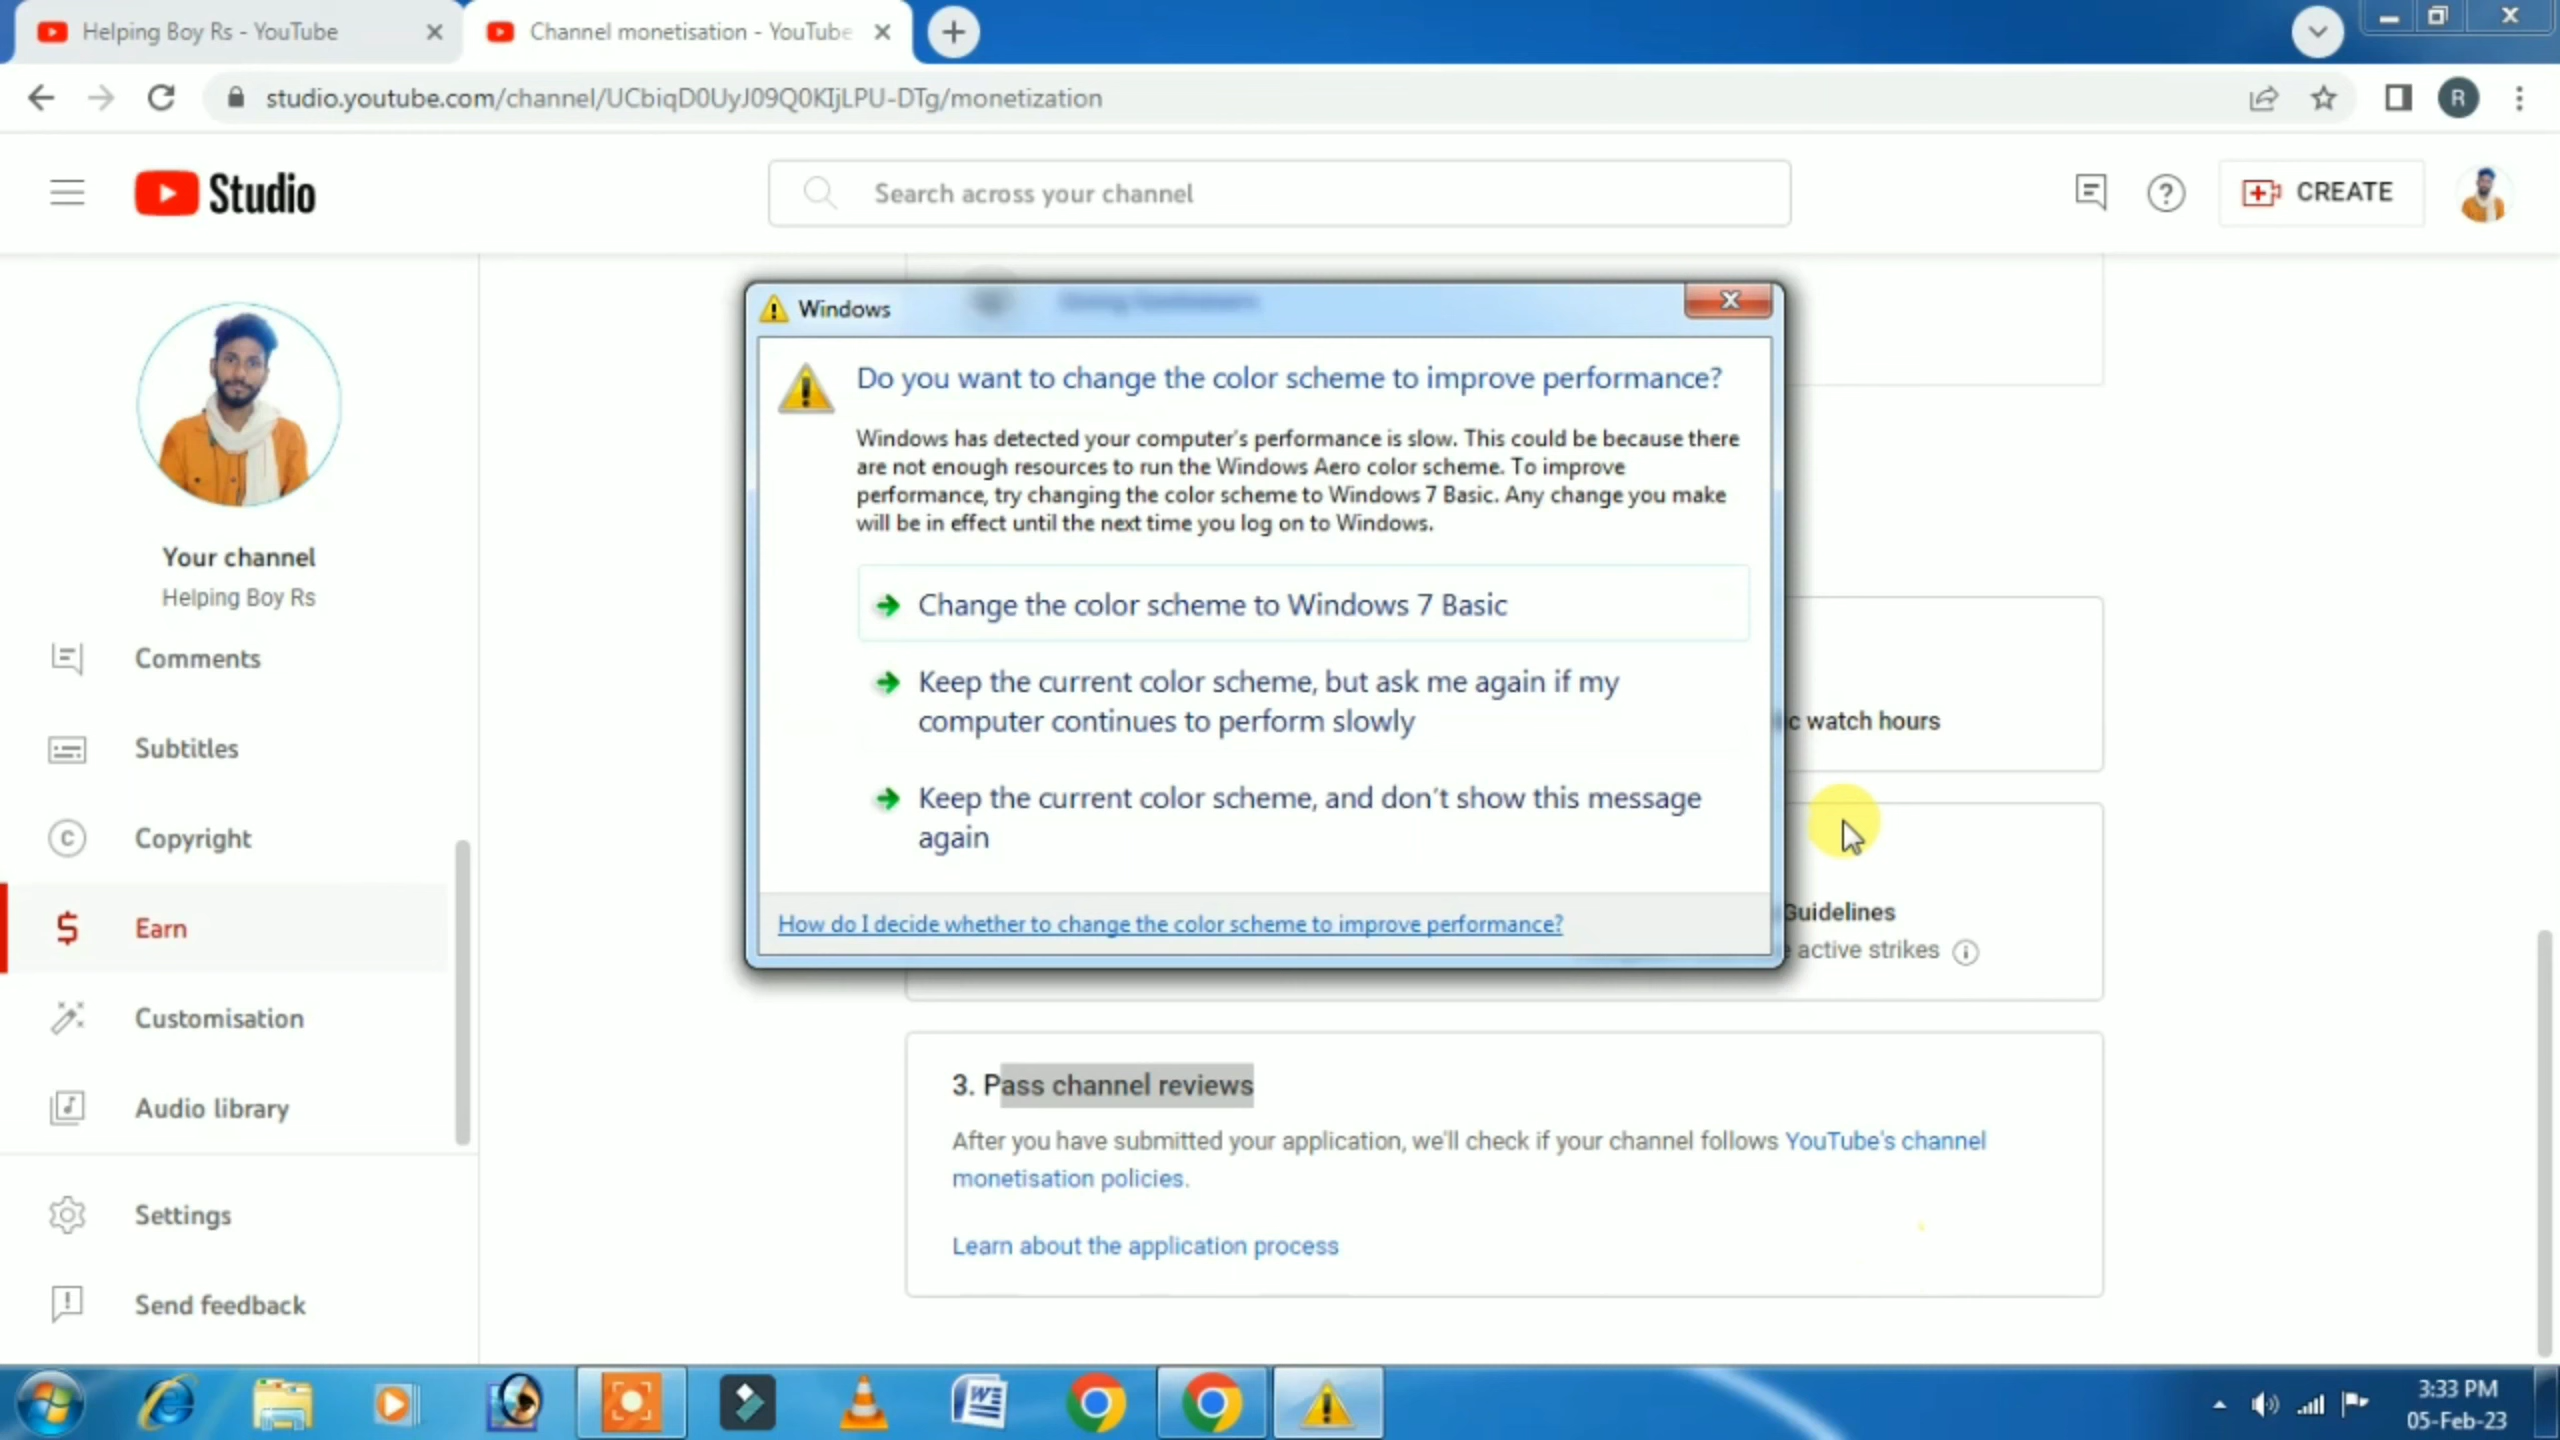 Helping Boy Rs - YouTube
Channel monetisation - YouTube
studio.youtube.com/channel/UCbiqD0UyJ09Q0KIjLPU-DTg/monetization
R
Studio
Search across your channel
CREATE
Windows
Do you want to change the color scheme to improve performance?
Windows has detected your computer's performance is slow. This could be because there
are not enough resources to run the Windows Aero color scheme. To improve
performance, try changing the color scheme to Windows 7 Basic. Any change you make
will be in effect until the next time you log on to Windows.
Change the color scheme to Windows 7 Basic
Keep the current color scheme, but ask me again if my
computer continues to perform slowly
Keep the current color scheme, and don't show this message
again
How do I decide whether to change the color scheme to improve performance?
Your channel
Helping Boy Rs
Comments
Subtitles
Copyright
Earn
Customisation
Audio library
Settings
Send feedback
c watch hours
Guidelines
active strikes
3. Pass channel reviews
After you have submitted your application, we'll check if your channel follows YouTube's channel
monetisation policies.
Learn about the application process
3:33 PM
05-Feb-23